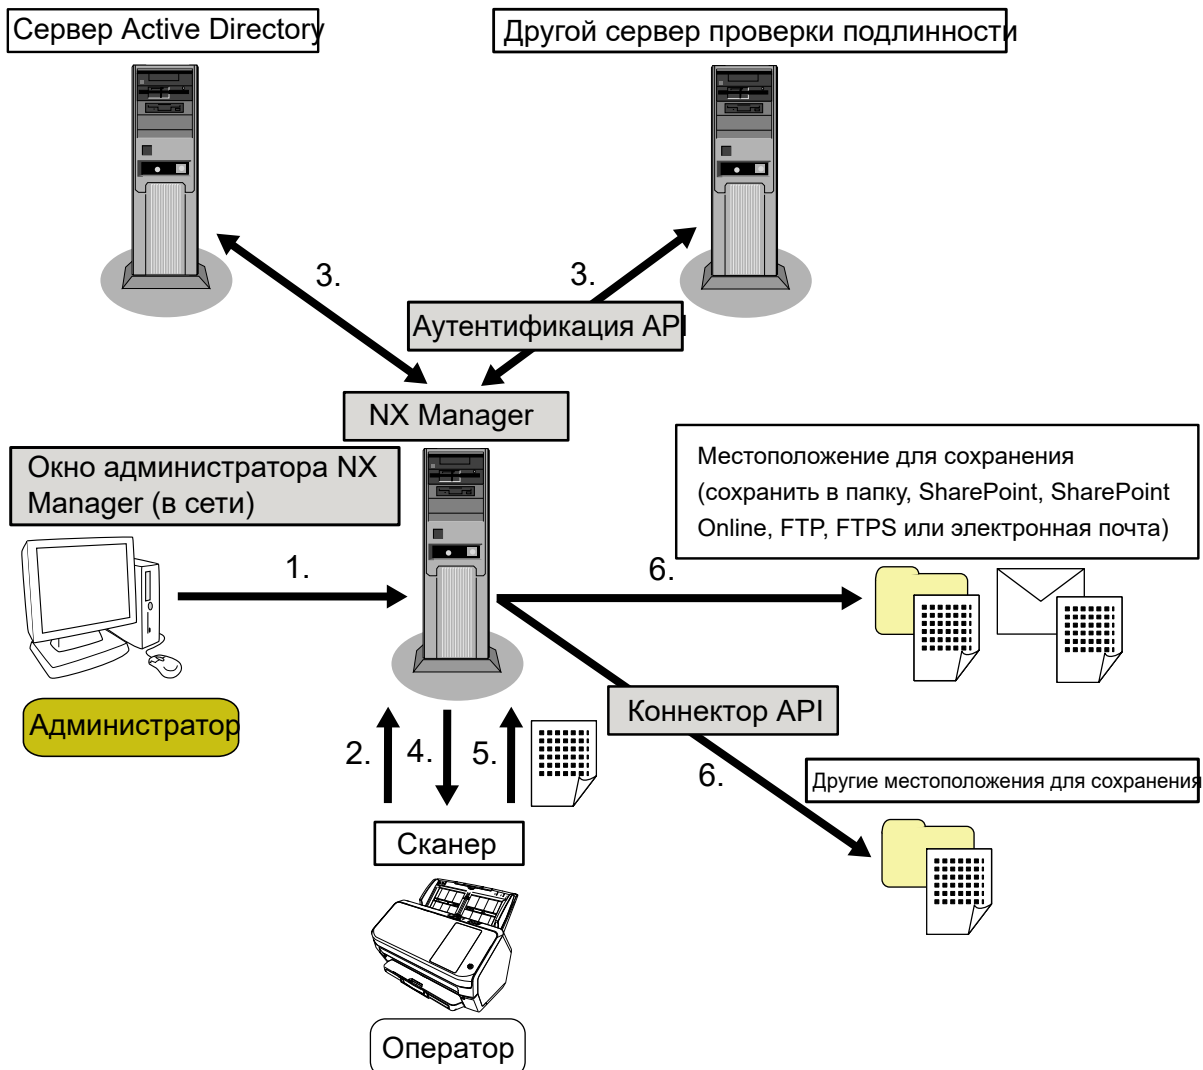 Сервер Active Directory
Другой сервер проверки подлинности
3.
3.
Аутентификация API
NX Manager
Окно администратора NX
Manager (в сети)
Местоположение для сохранения
(сохранить в папку, SharePoint, SharePoint
Online, FTP, FTPS или электронная почта)
1.
6.
Администратор
Коннектор API
2.
4.
5.
6.
Другие местоположения для сохранения
Сканер
Оператор